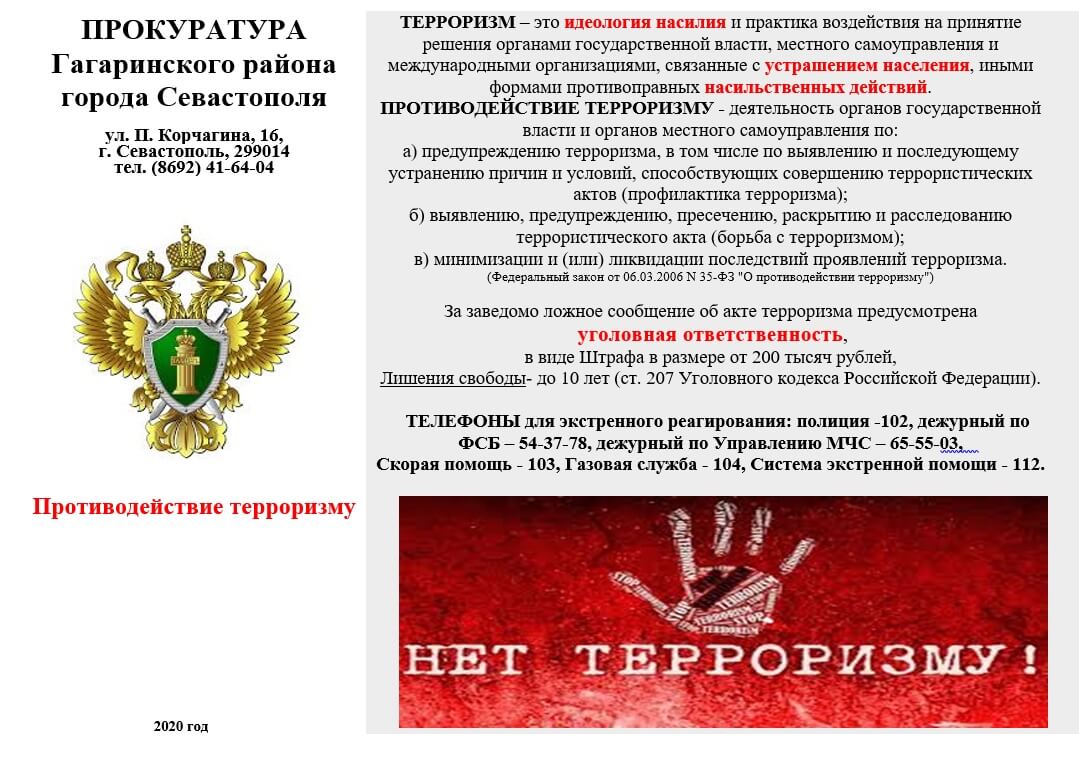 ПРОКУРАТУРА
Гагаринского района
города Севастополя
ул. П. Корчагина, 16,
г. Севастополь, 299014
тел. (8692) 41-64-04
Противодействие терроризму
2020 год
ТЕРРОРИЗМ – это идеология насилия и практика воздействия на принятие
решения органами государственной власти, местного самоуправления и
международными организациями, связанные с устрашением населения, иными
формами противоправных насильственных действий.
ПРОТИВОДЕЙСТВИЕ ТЕРРОРИЗМУ - деятельность органов государственной
власти и органов местного самоуправления по:
а) предупреждению терроризма, в том числе по выявлению и последующему
устранению причин и условий, способствующих совершению террористических
актов (профилактика терроризма);
б) выявлению, предупреждению, пресечению, раскрытию и расследованию
террористического акта (борьба с терроризмом);
в) минимизации и (или) ликвидации последствий проявлений терроризма.
(Федеральный закон от 06.03.2006 N 35-ФЗ "О противодействии терроризму")
За заведомо ложное сообщение об акте терроризма предусмотрена
уголовная ответственность,
в виде Штрафа в размере от 200 тысяч рублей,
Лишения свободы- до 10 лет (ст. 207 Уголовного кодекса Российской Федерации).
ТЕЛЕФОНЫ для экстренного реагирования: полиция -102, дежурный по
ФСБ – 54-37-78, дежурный по Управлению МЧС – 65-55-03,
Скорая помощь - 103, Газовая служба - 104, Система экстренной помощи - 112.
STOP TERRORISM
TERRORISM
STOP
TERRORISM
STOP
TERRORISM
НЕТ ТЕРРОРИЗМУ!